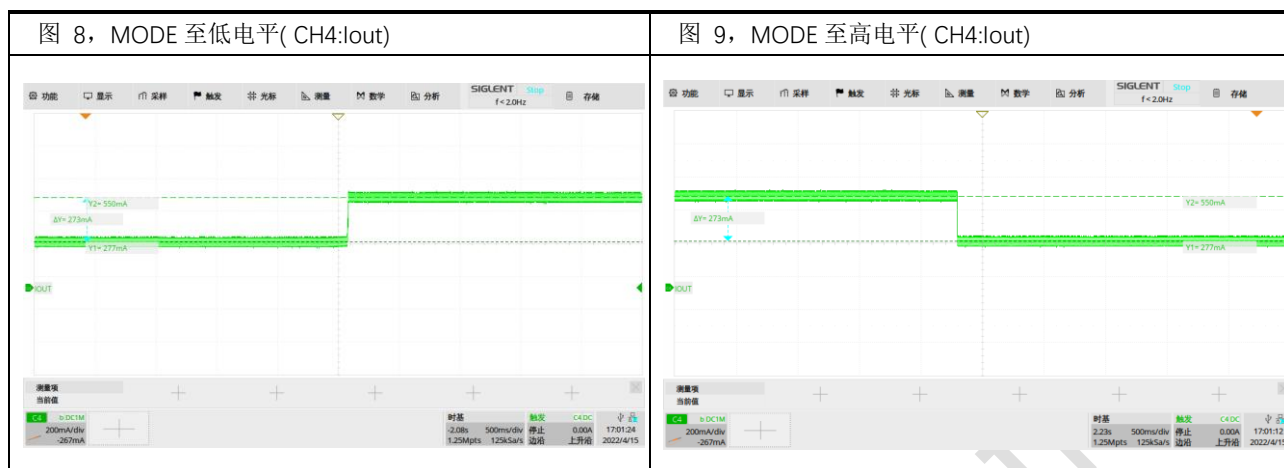 图 8，MODE 至低电平( CH4:Iout)
图 9，MODE 至高电平( CH4:Iout)
功能 显示 采样 触发 光标 测量 数学 分析 SIGLENT Stop 存储
f < 2.0Hz
Y2= 550mA
ΔY= 273mA
Y1= 277mA
IOUT
测量项
当前值
C4 b:DC1M 时基 触发 C4 DC
200mA/div -2.08s 500ms/div 停止 0.00A 17:01:24
-267mA 1.25Mpts 125kSa/s 边沿 上升沿 2022/4/15
功能 显示 采样 触发 光标 测量 数学 分析 SIGLENT Stop 存储
f < 2.0Hz
Y2= 550mA
ΔY= 273mA
Y1= 277mA
IOUT
测量项
当前值
C4 b:DC1M 时基 触发 C4 DC
200mA/div 2.23s 500ms/div 停止 0.00A 17:01:12
-267mA 1.25Mpts 125kSa/s 边沿 上升沿 2022/4/15